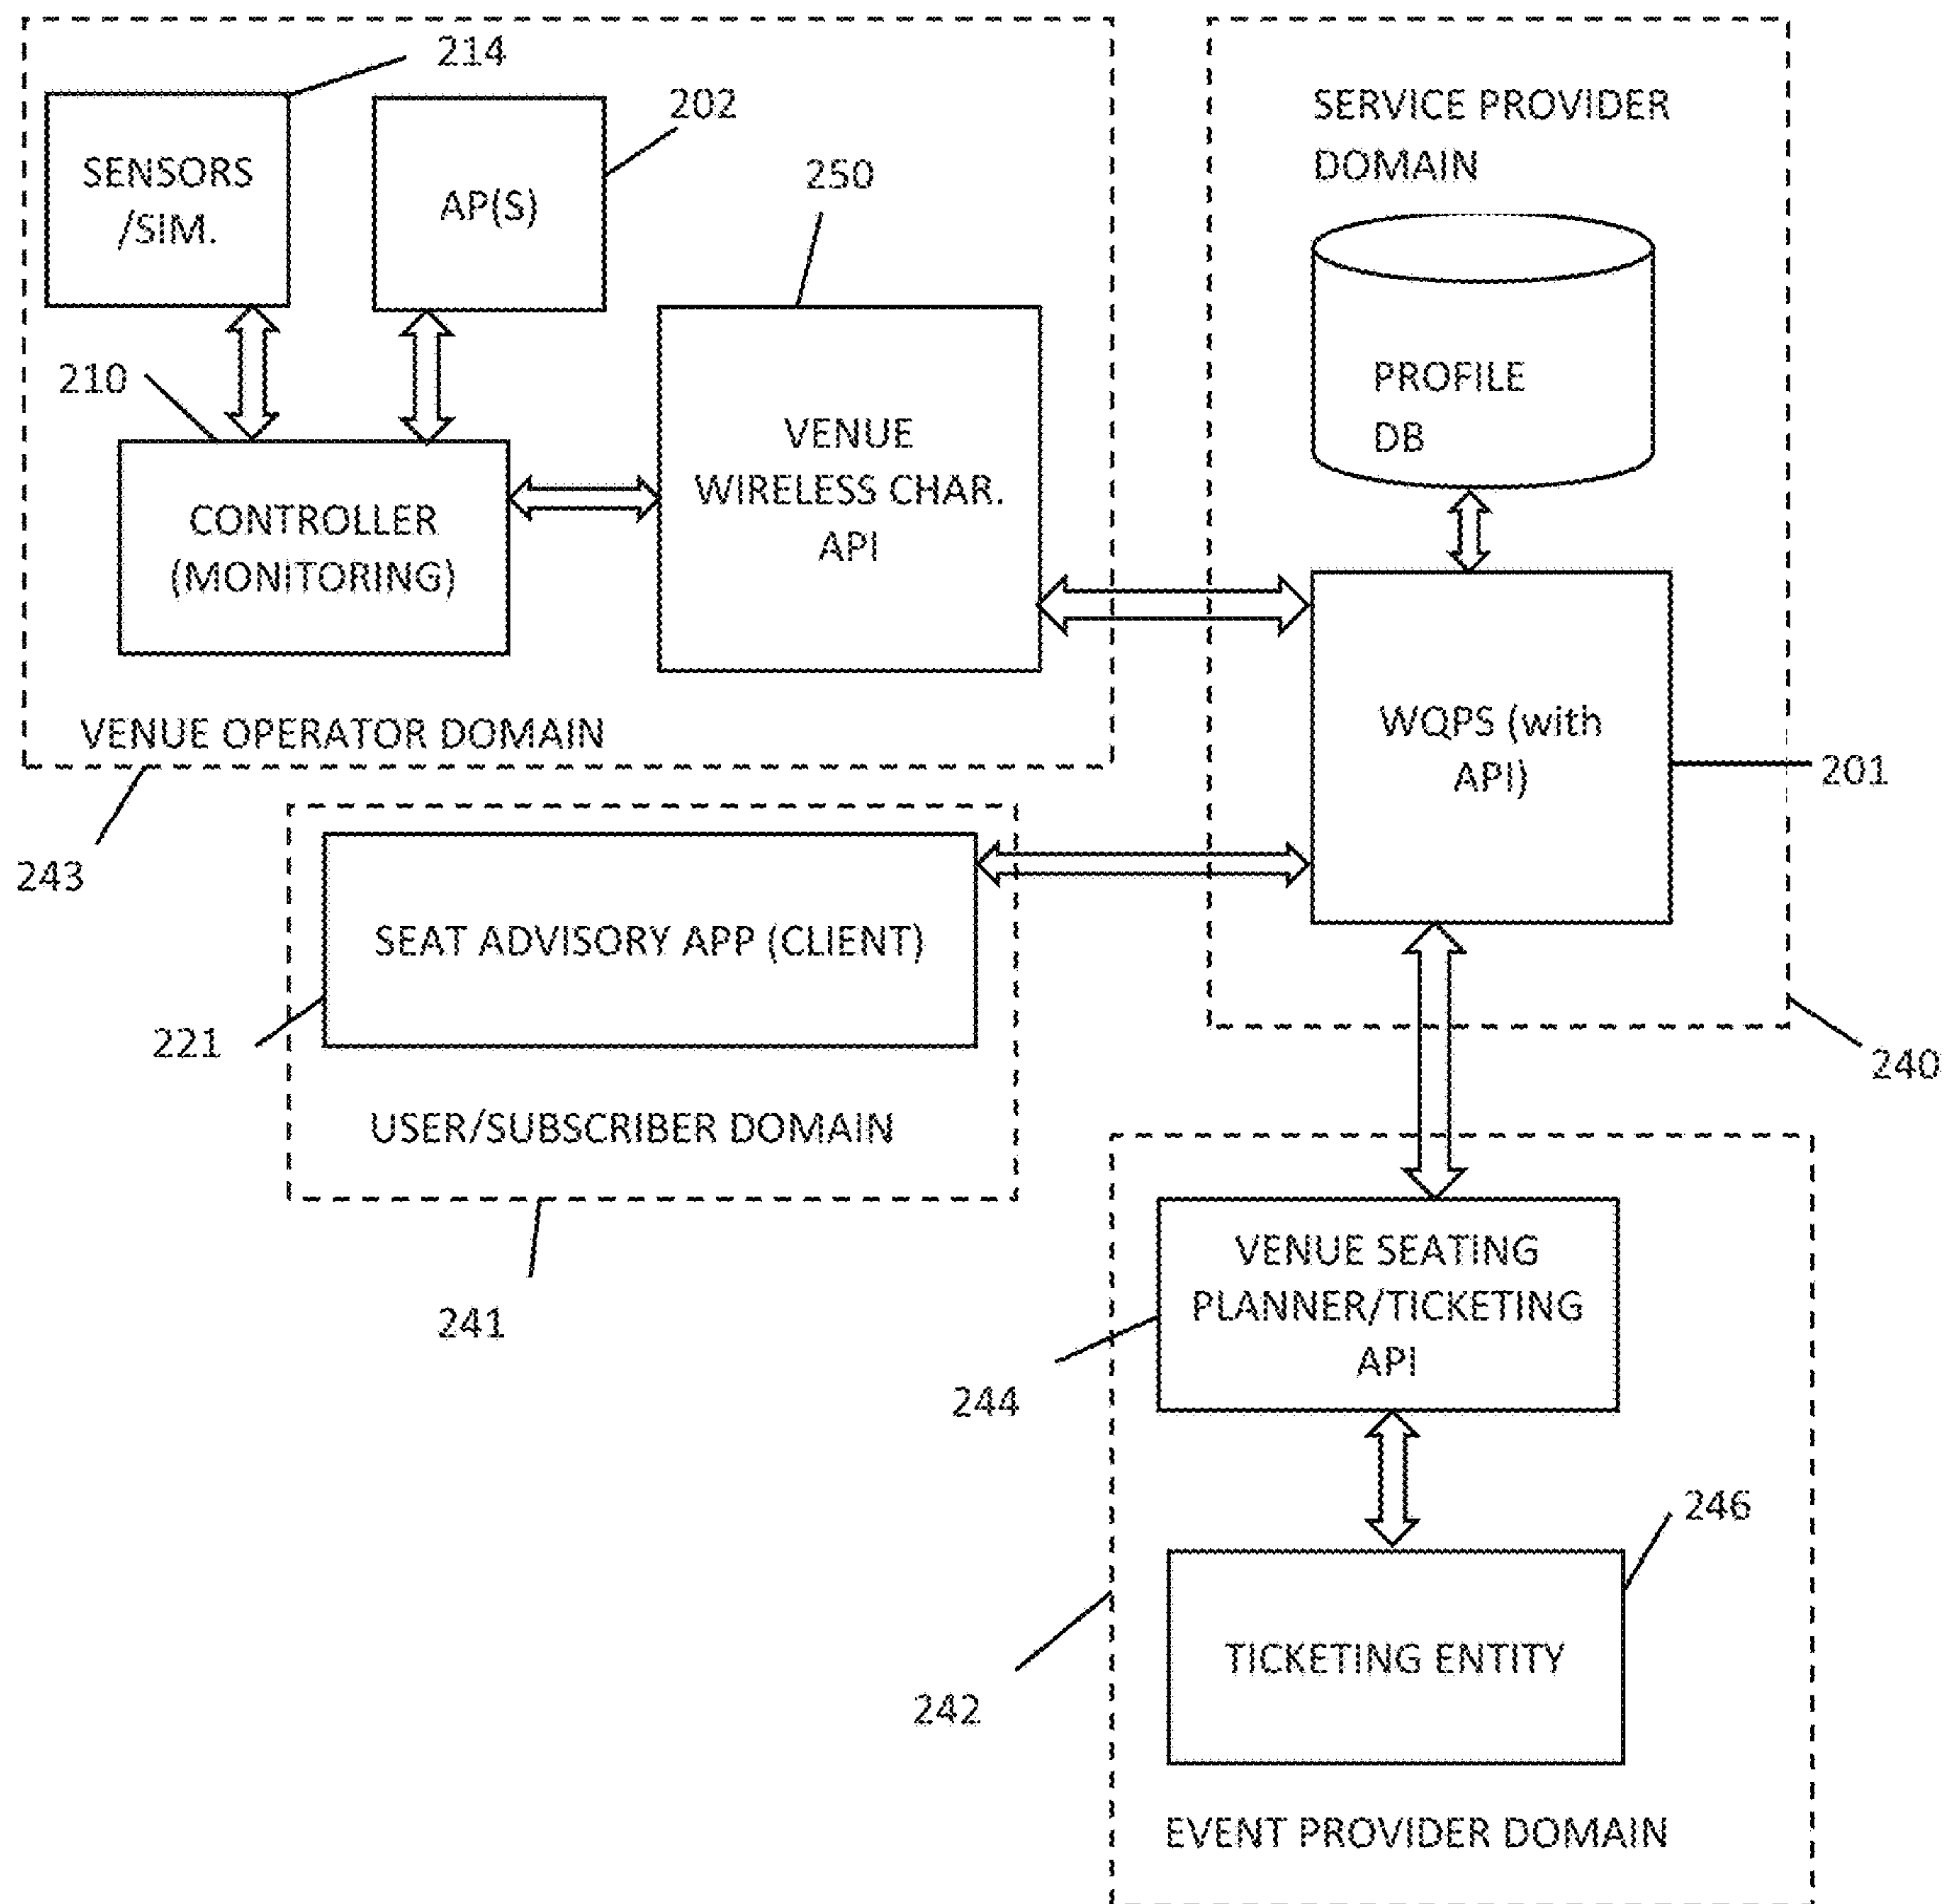 214
SENSORS
/SIM.
202
AP(S)
250
210
CONTROLLER
(MONITORING)
VENUE
WIRELESS CHAR.
API
VENUE OPERATOR DOMAIN
243
SERVICE PROVIDER
DOMAIN
PROFILE
DB
WQPS (with
API)
201
240
SEAT ADVISORY APP (CLIENT)
221
USER/SUBSCRIBER DOMAIN
241
VENUE SEATING
PLANNER/TICKETING
API
244
246
TICKETING ENTITY
242
EVENT PROVIDER DOMAIN